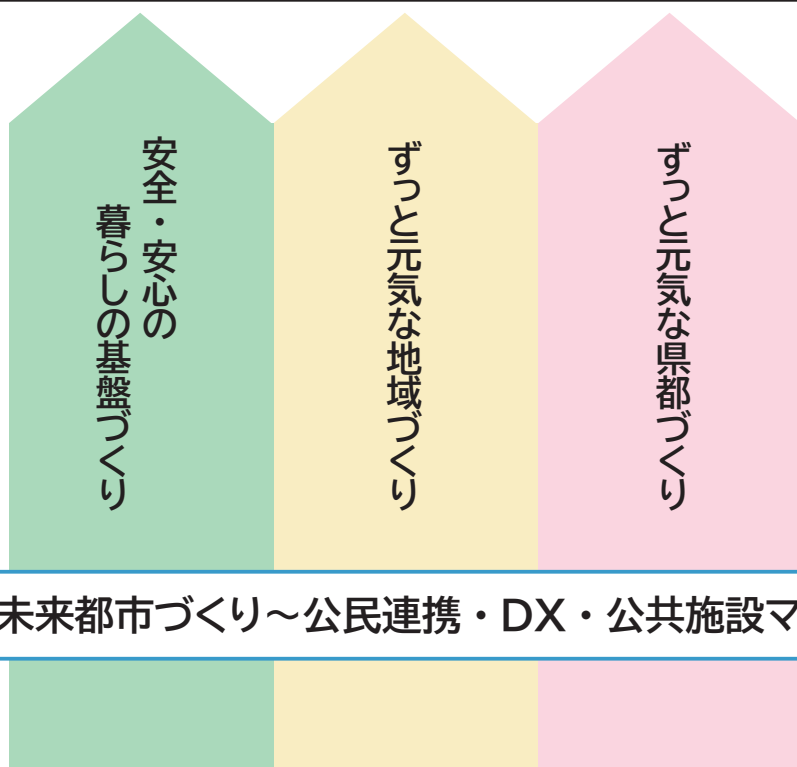 安全・安心の
暮らしの基盤づくり
ずっと元気な地域づくり
ずっと元気な県都づくり
未来都市づくり～公民連携・DX・公共施設マ